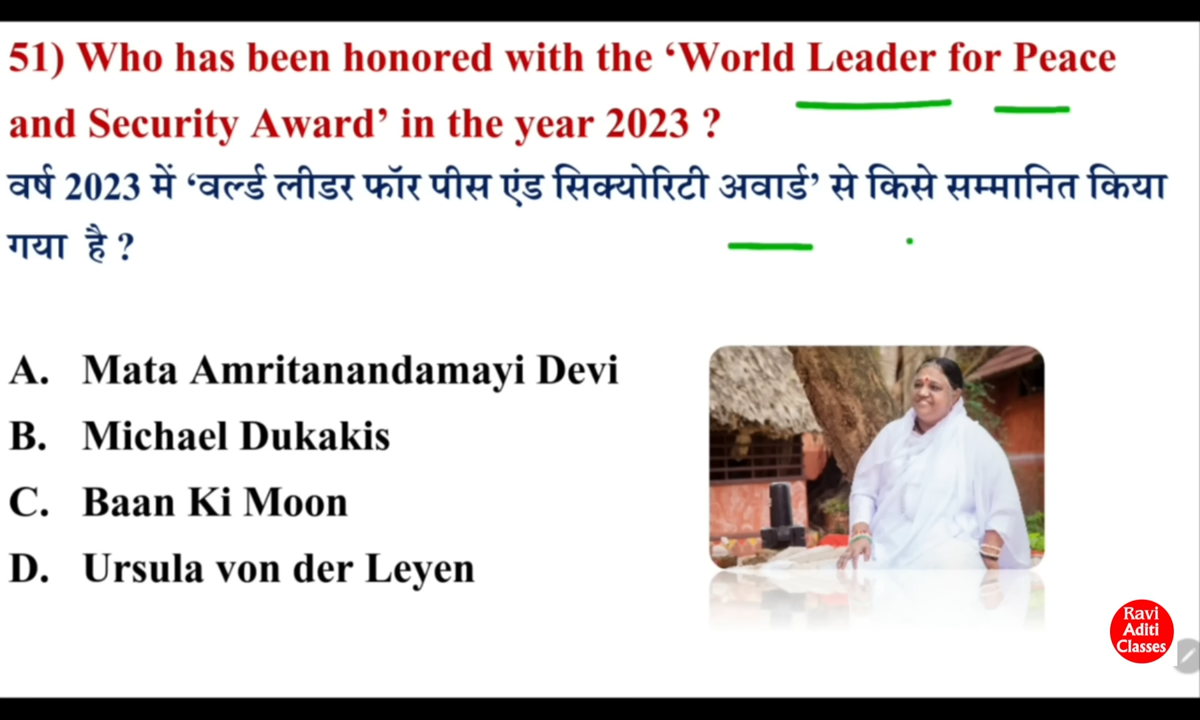 51) Who has been honored with the ‘World Leader for Peace
and Security Award’ in the year 2023 ?
वर्ष 2023 में ‘वर्ल्ड लीडर फॉर पीस एंड सिक्योरिटी अवार्ड’ से किसे सम्मानित किया
गया है ?
A. Mata Amritanandamayi Devi
B. Michael Dukakis
C. Baan Ki Moon
D. Ursula von der Leyen
Ravi
Aditi
Classes